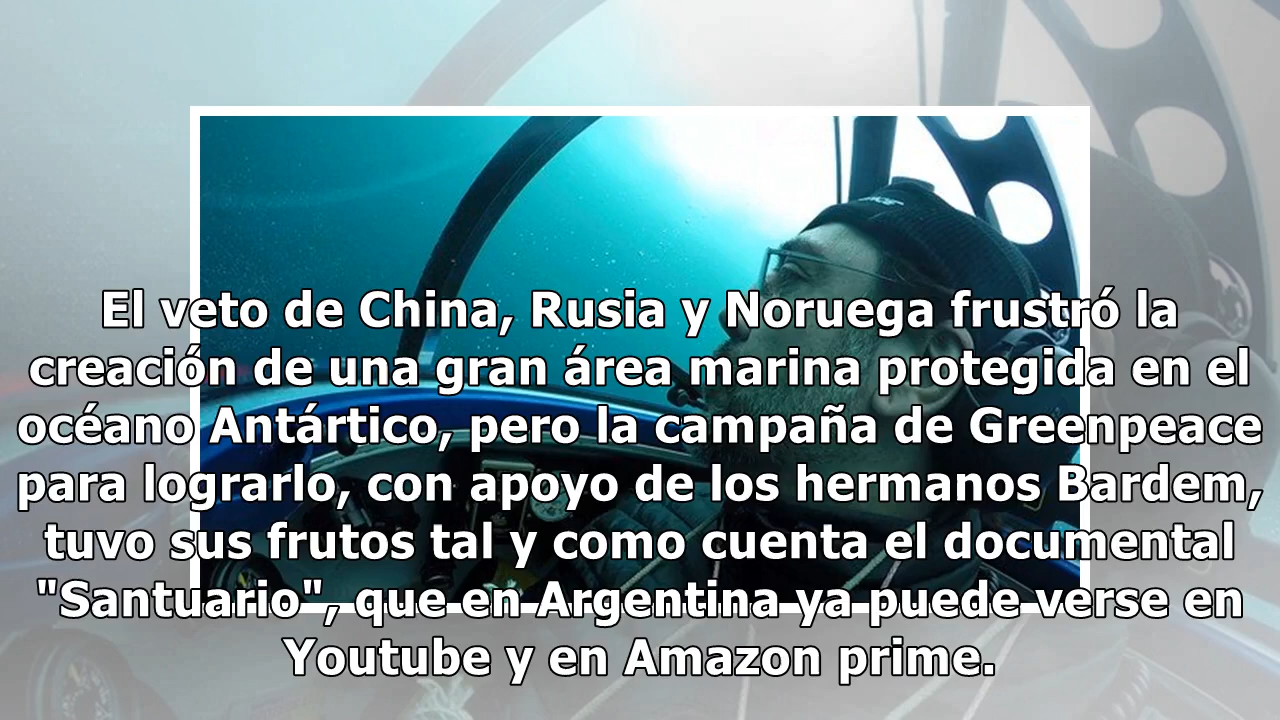 El veto de China, Rusia y Noruega frustró la
creación de una gran área marina protegida en el
océano Antártico, pero la campaña de Greenpeace
para lograrlo, con apoyo de los hermanos Bardem,
tuvo sus frutos tal y como cuenta el documental
"Santuario", que en Argentina ya puede verse en
Youtube y en Amazon prime.